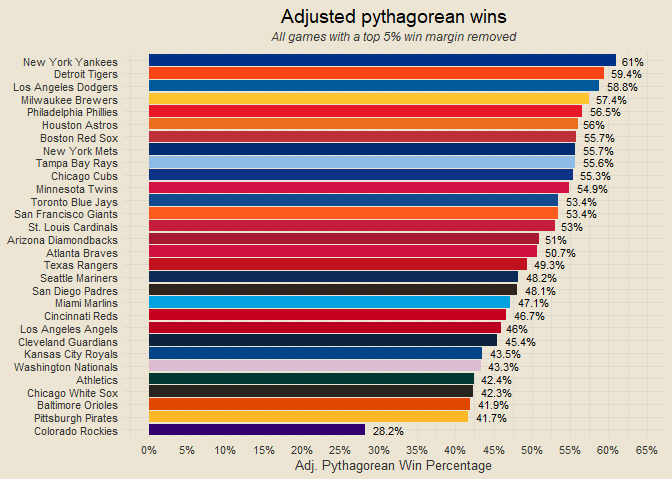 Adjusted pythagorean wins
All games with a top 5% win margin removed
New York Yankees 61%
Detroit Tigers 59.4%
Los Angeles Dodgers 58.8%
Milwaukee Brewers 57.4%
Philadelphia Phillies 56.5%
Houston Astros 56%
Boston Red Sox 55.7%
New York Mets 55.7%
Tampa Bay Rays 55.6%
Chicago Cubs 55.3%
Minnesota Twins 54.9%
Toronto Blue Jays 53.4%
San Francisco Giants 53.4%
St. Louis Cardinals 53%
Arizona Diamondbacks 51%
Atlanta Braves 50.7%
Texas Rangers 49.3%
Seattle Mariners 48.2%
San Diego Padres 48.1%
Miami Marlins 47.1%
Cincinnati Reds 46.7%
Los Angeles Angels 46%
Cleveland Guardians 45.4%
Kansas City Royals 43.5%
Washington Nationals 43.3%
Athletics 42.4%
Chicago White Sox 42.3%
Baltimore Orioles 41.9%
Pittsburgh Pirates 41.7%
Colorado Rockies 28.2%
0% 5% 10% 15% 20% 25% 30% 35% 40% 45% 50% 55% 60% 65%
Adj. Pythagorean Win Percentage